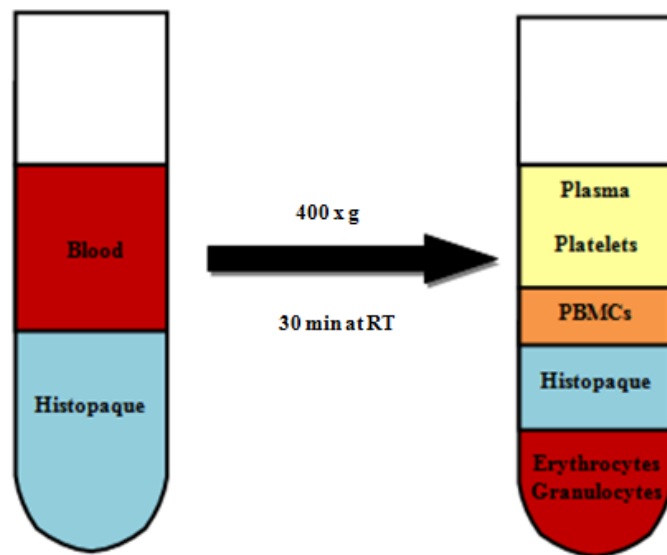 Blood
Histopaque
400 x g
30 min at RT
Plasma
Platelets
PBMCs
Histopaque
Erythrocytes
Granulocytes